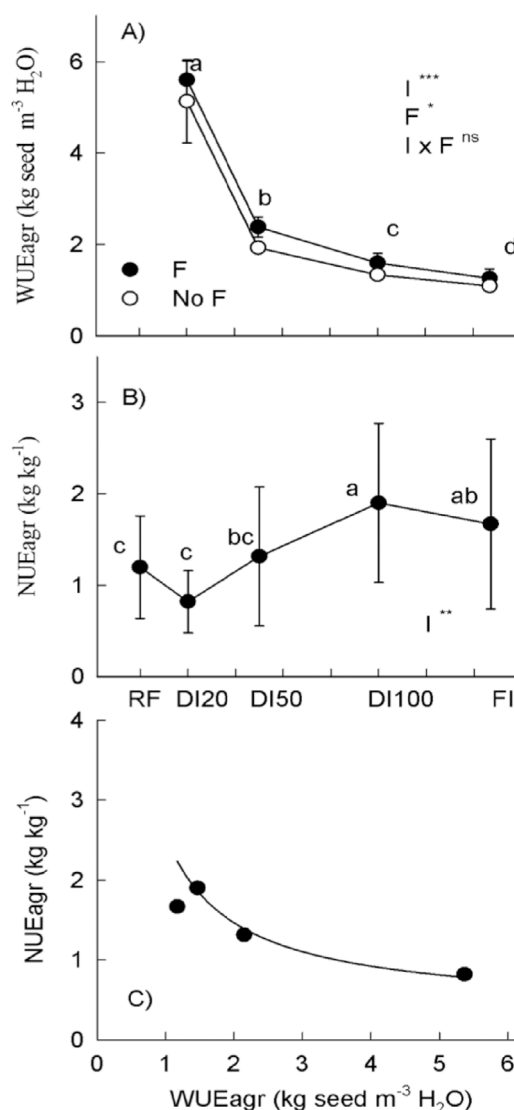 A)
6
4
2
0
WUEagr (kg seed m⁻³ H₂O)
a
b
c
d
I ***
F *
I x F ns
F
No F
B)
3
2
1
0
NUEagr (kg kg⁻¹)
c
c
bc
a
ab
I **
RF DI20 DI50 DI100 FI
4
3
2
1
0
NUEagr (kg kg⁻¹)
C)
0 1 2 3 4 5 6
WUEagr (kg seed m⁻³ H₂O)